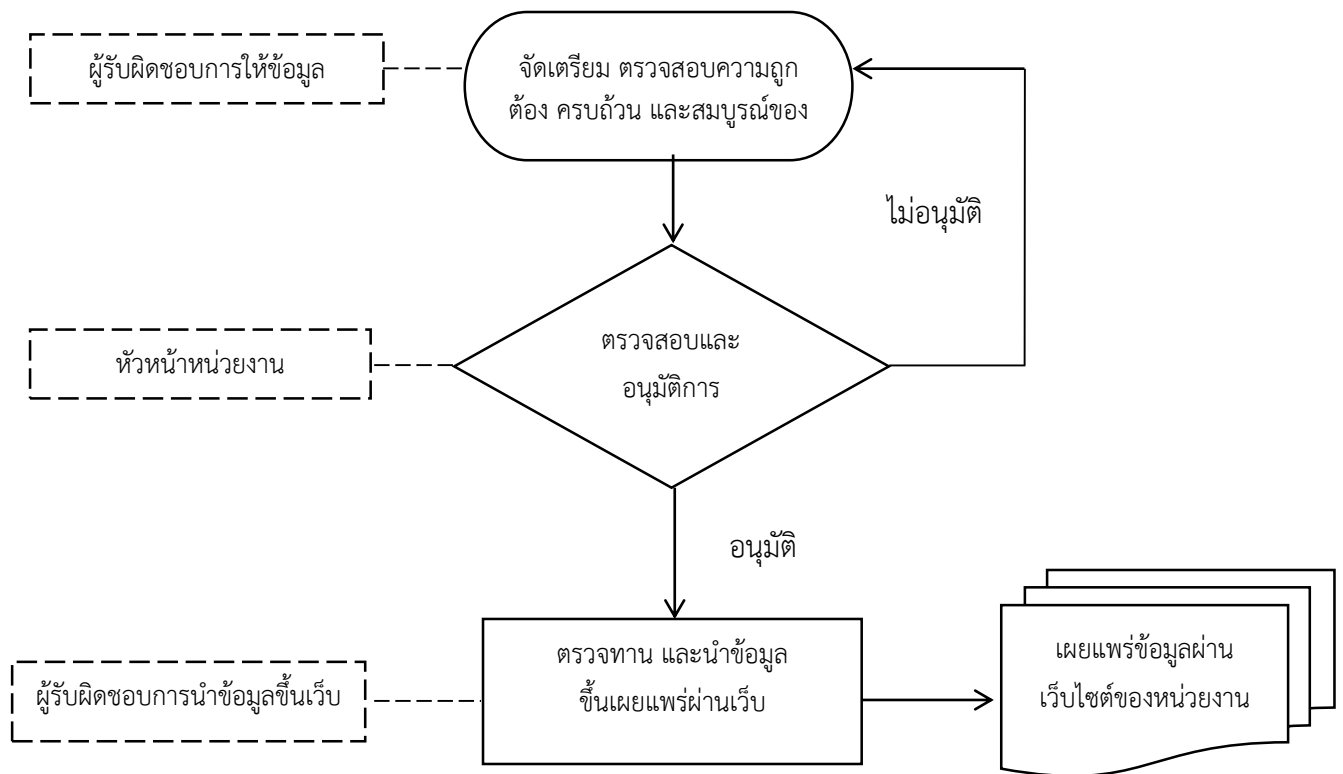 ผู้รับผิดชอบการให้ข้อมูล
จัดเตรียม ตรวจสอบความถูก
ต้อง ครบถ้วน และสมบูรณ์ของ
ไม่อนุมัติ
หัวหน้าหน่วยงาน
ตรวจสอบและ
อนุมัติการ
อนุมัติ
ผู้รับผิดชอบการนำข้อมูลขึ้นเว็บ
ตรวจทาน และนำข้อมูล
ขึ้นเผยแพร่ผ่านเว็บ
เผยแพร่ข้อมูลผ่าน
เว็บไซต์ของหน่วยงาน